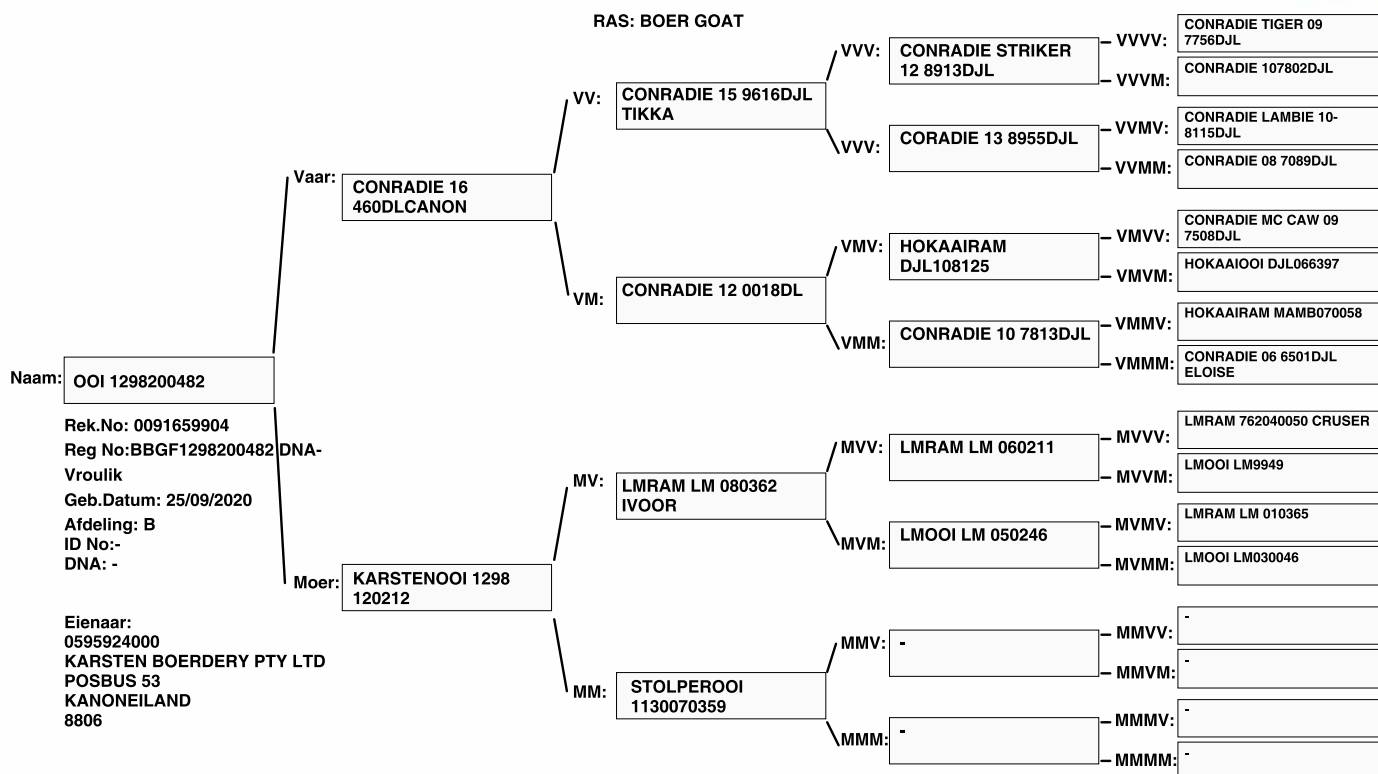 RAS: BOER GOAT
Naam:
OOI 1298200482
Rek.No: 0091659904
Reg No:BBGF1298200482 DNA-
Vroulik
Geb.Datum: 25/09/2020
Afdeling: B
ID No:-
DNA: -
Eienaar:
0595924000
KARSTEN BOERDERY PTY LTD
POSBUS 53
KANONEILAND
8806
Vaar:
CONRADIE 16
460DLCANON
Moer:
KARSTENOOI 1298
120212
VV:
CONRADIE 15 9616DJL
TIKKA
VM:
CONRADIE 12 0018DL
MV:
LMRAM LM 080362
IVOOR
MM:
STOLPEROOI
1130070359
VVV:
CONRADIE STRIKER
12 8913DJL
VVV:
CORADIE 13 8955DJL
VMV:
HOKAAIRAM
DJL108125
VMM:
CONRADIE 10 7813DJL
MVV:
LMRAM LM 060211
MVM:
LMOOI LM 050246
MMV:
-
MMM:
-
VVVV:
CONRADIE TIGER 09
7756DJL
VVVM:
CONRADIE 107802DJL
VVMV:
CONRADIE LAMBIE 10-
8115DJL
VVMM:
CONRADIE 08 7089DJL
VMVV:
CONRADIE MC CAW 09
7508DJL
VMVM:
HOKAAIOOI DJL066397
VMMV:
HOKAAIRAM MAMB070058
VMMM:
CONRADIE 06 6501DJL
ELOISE
MVVV:
LMRAM 762040050 CRUSER
MVVM:
LMOOI LM9949
MVMV:
LMRAM LM 010365
MVMM:
LMOOI LM030046
MMVV:
-
MMVM:
-
MMMV:
-
MMMM:
-